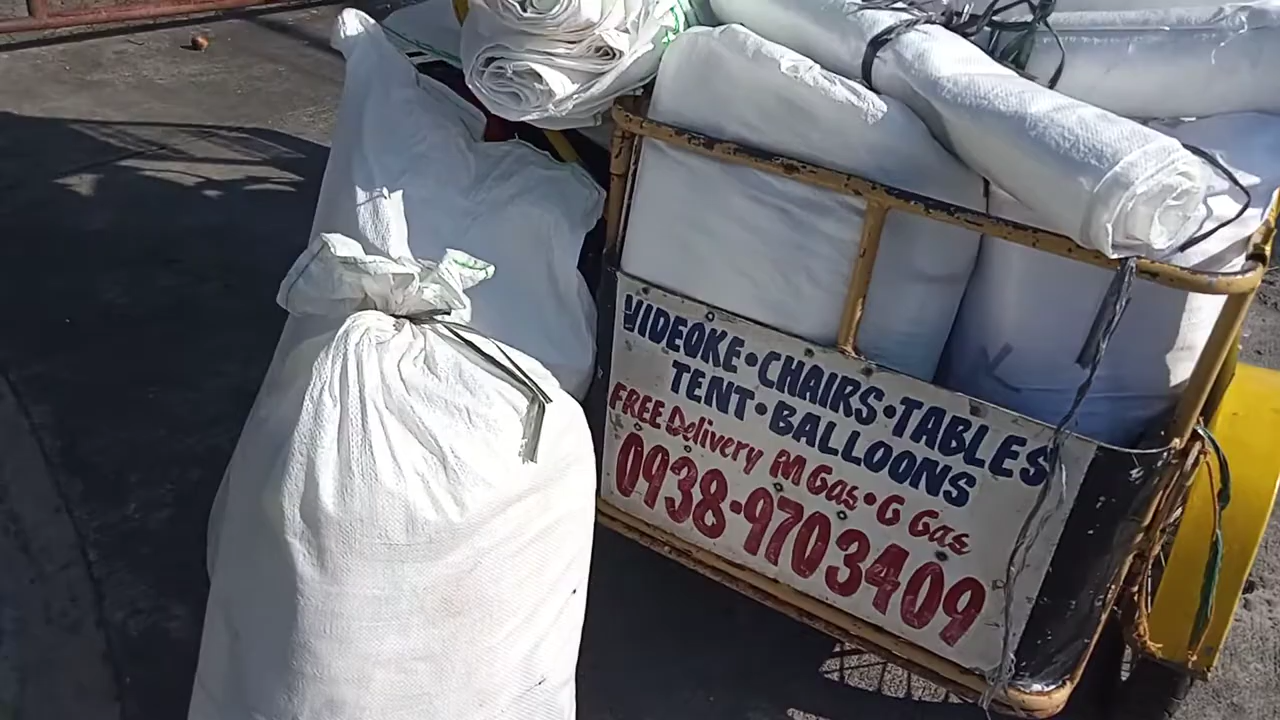 VIDEOKE•CHAIRS•TABLES
TENT•BALLOONS
FREE Delivery M Gas•G Gas
0938-9703409